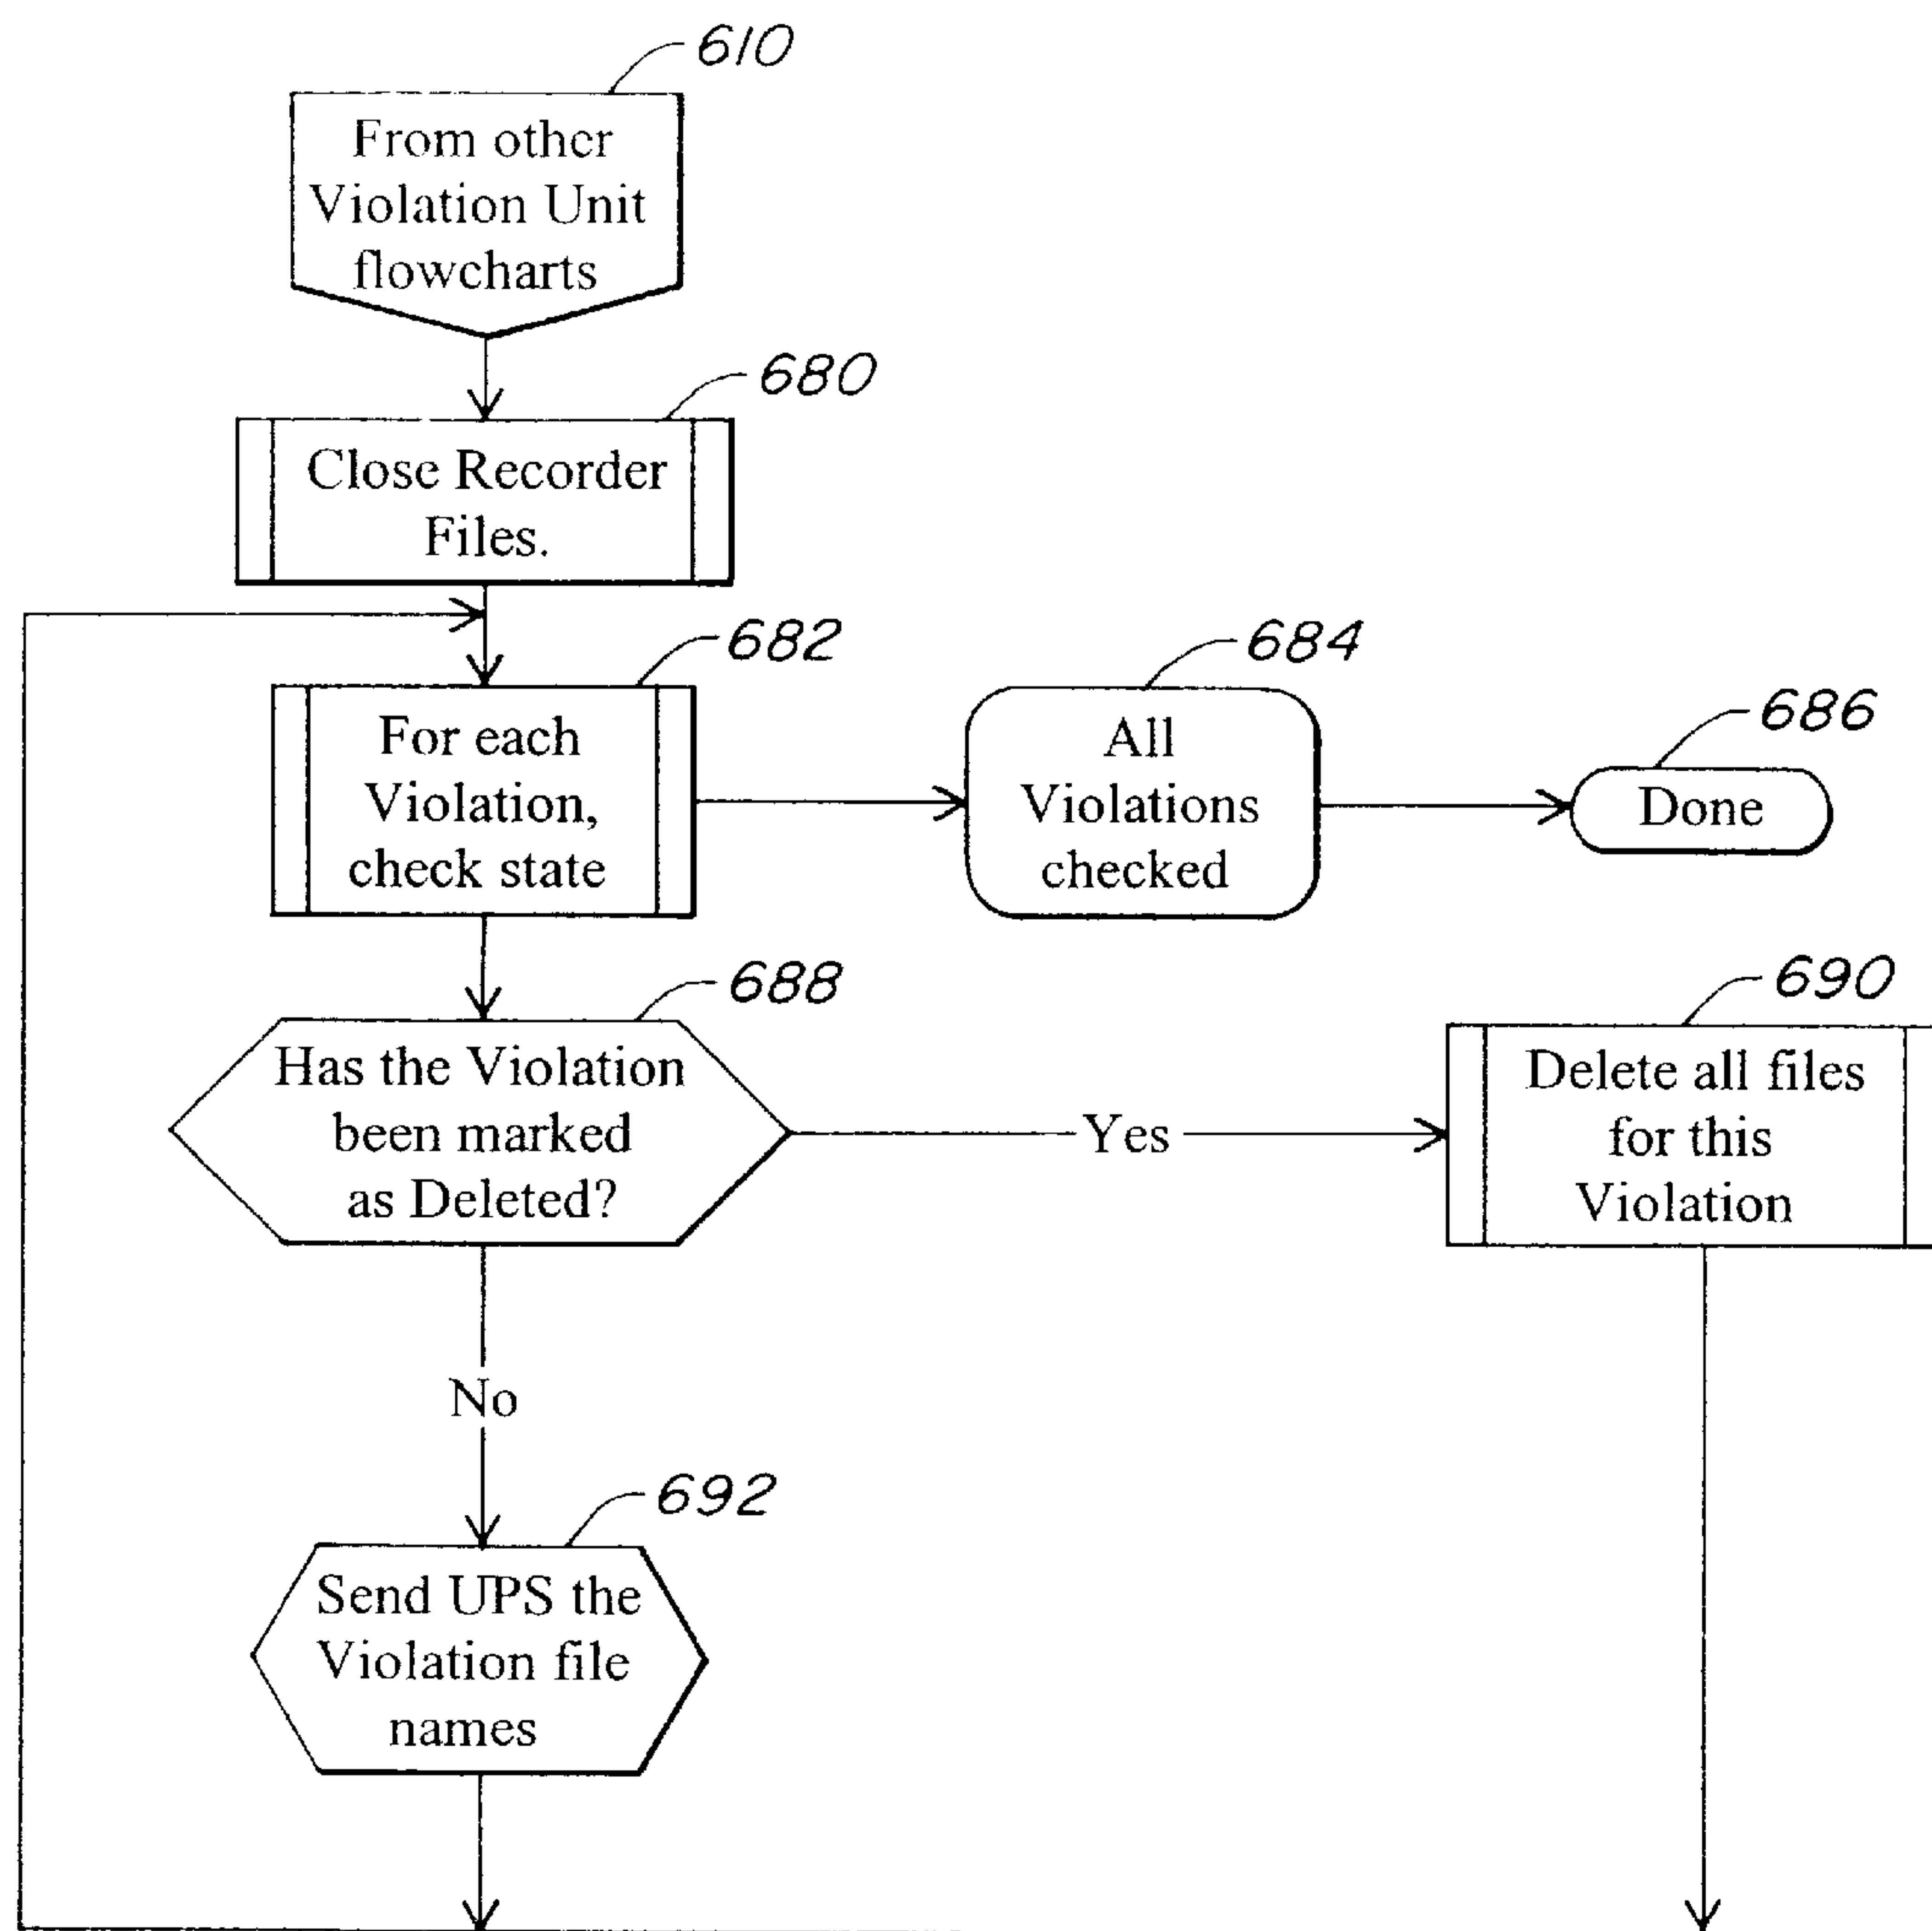 610
From other
Violation Unit
flowcharts
680
Close Recorder
Files.
682
For each
Violation,
check state
684
All
Violations
checked
686
Done
688
Has the Violation
been marked
as Deleted?
Yes
690
Delete all files
for this
Violation
No
692
Send UPS the
Violation file
names